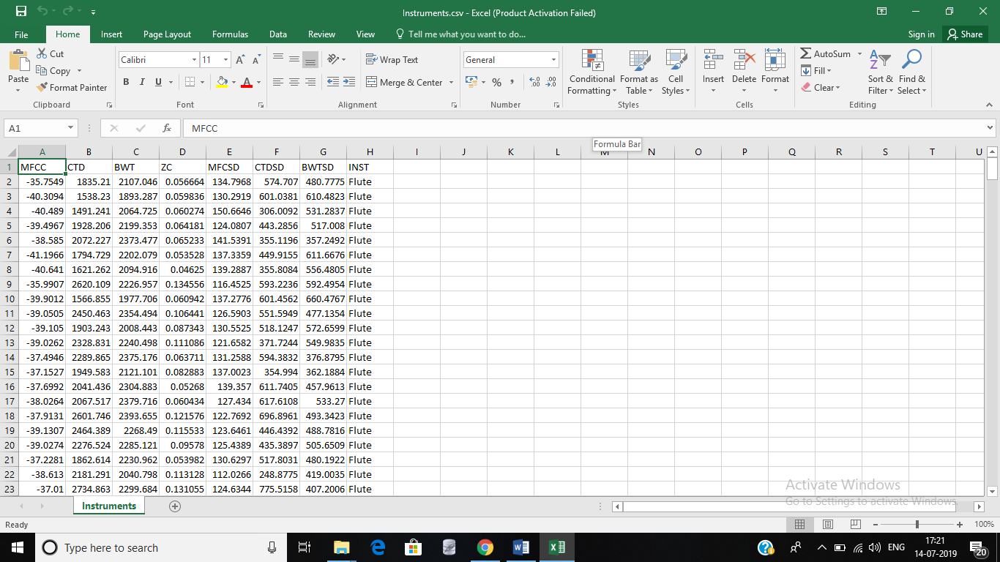 Instruments.csv - Excel (Product Activation Failed)
File Home Insert Page Layout Formulas Data Review View Tell me what you want to do... Sign in Share
Cut
Copy
Format Painter
Paste
Clipboard
Calibri 11
B I U
Font
Wrap Text
Merge & Center
Alignment
General
%
Number
Conditional Formatting
Format as Table
Cell Styles
Styles
Insert Delete Format
Cells
AutoSum
Fill
Clear
Sort & Filter
Find & Select
Editing
A1 fx MFCC
Formula Bar
A B C D E F G H I J K L M N O P Q R S T U
1 MFCC CTD BWT ZC MFCSD CTDSD BWTSD INST
2 -35.7549 1835.21 2107.046 0.056664 134.7968 574.707 480.7775 Flute
3 -40.3094 1538.23 1893.287 0.059836 130.2919 601.0381 610.4823 Flute
4 -40.489 1491.241 2064.725 0.060274 150.6646 306.0092 531.2837 Flute
5 -39.4967 1928.206 2199.353 0.064181 124.0807 443.2856 517.008 Flute
6 -38.585 2072.227 2373.477 0.065233 141.5391 355.1196 357.2492 Flute
7 -41.1966 1794.729 2202.079 0.053528 137.3359 449.9155 611.6676 Flute
8 -40.641 1621.262 2094.916 0.04625 139.2887 355.8084 556.4805 Flute
9 -35.9907 2620.109 2226.957 0.134556 116.4525 593.2236 592.4954 Flute
10 -39.9012 1566.855 1977.706 0.060942 137.2776 601.4562 660.4767 Flute
11 -39.0505 2450.463 2354.494 0.106441 126.5903 551.5949 477.1354 Flute
12 -39.105 1903.243 2008.443 0.087343 130.5525 518.1247 572.6599 Flute
13 -39.0262 2328.831 2240.498 0.111086 121.6582 371.7244 549.9835 Flute
14 -37.4946 2289.865 2375.176 0.063711 131.2588 594.3832 376.8795 Flute
15 -37.1527 1949.583 2121.101 0.082883 137.0023 354.994 362.1884 Flute
16 -37.6992 2041.436 2304.883 0.05268 139.357 611.7405 457.9613 Flute
17 -38.0264 2067.517 2379.716 0.060434 127.434 617.6108 533.27 Flute
18 -37.9131 2601.746 2393.655 0.121576 122.7692 696.8961 493.3423 Flute
19 -39.1307 2464.389 2268.49 0.115533 123.6461 446.4392 488.7816 Flute
20 -39.0274 2276.524 2285.121 0.09578 125.4389 435.3897 505.6509 Flute
21 -37.2281 1862.614 2230.962 0.053982 130.6297 517.8031 480.1922 Flute
22 -38.613 2181.291 2040.798 0.113128 112.0266 248.8775 419.0035 Flute
23 -37.01 2734.863 2299.684 0.131055 124.6344 775.5158 407.2006 Flute
Activate Windows
Go to Settings to activate Windows.
Instruments
Ready 100%
Type here to search
ENG
17:21
14-07-2019
20